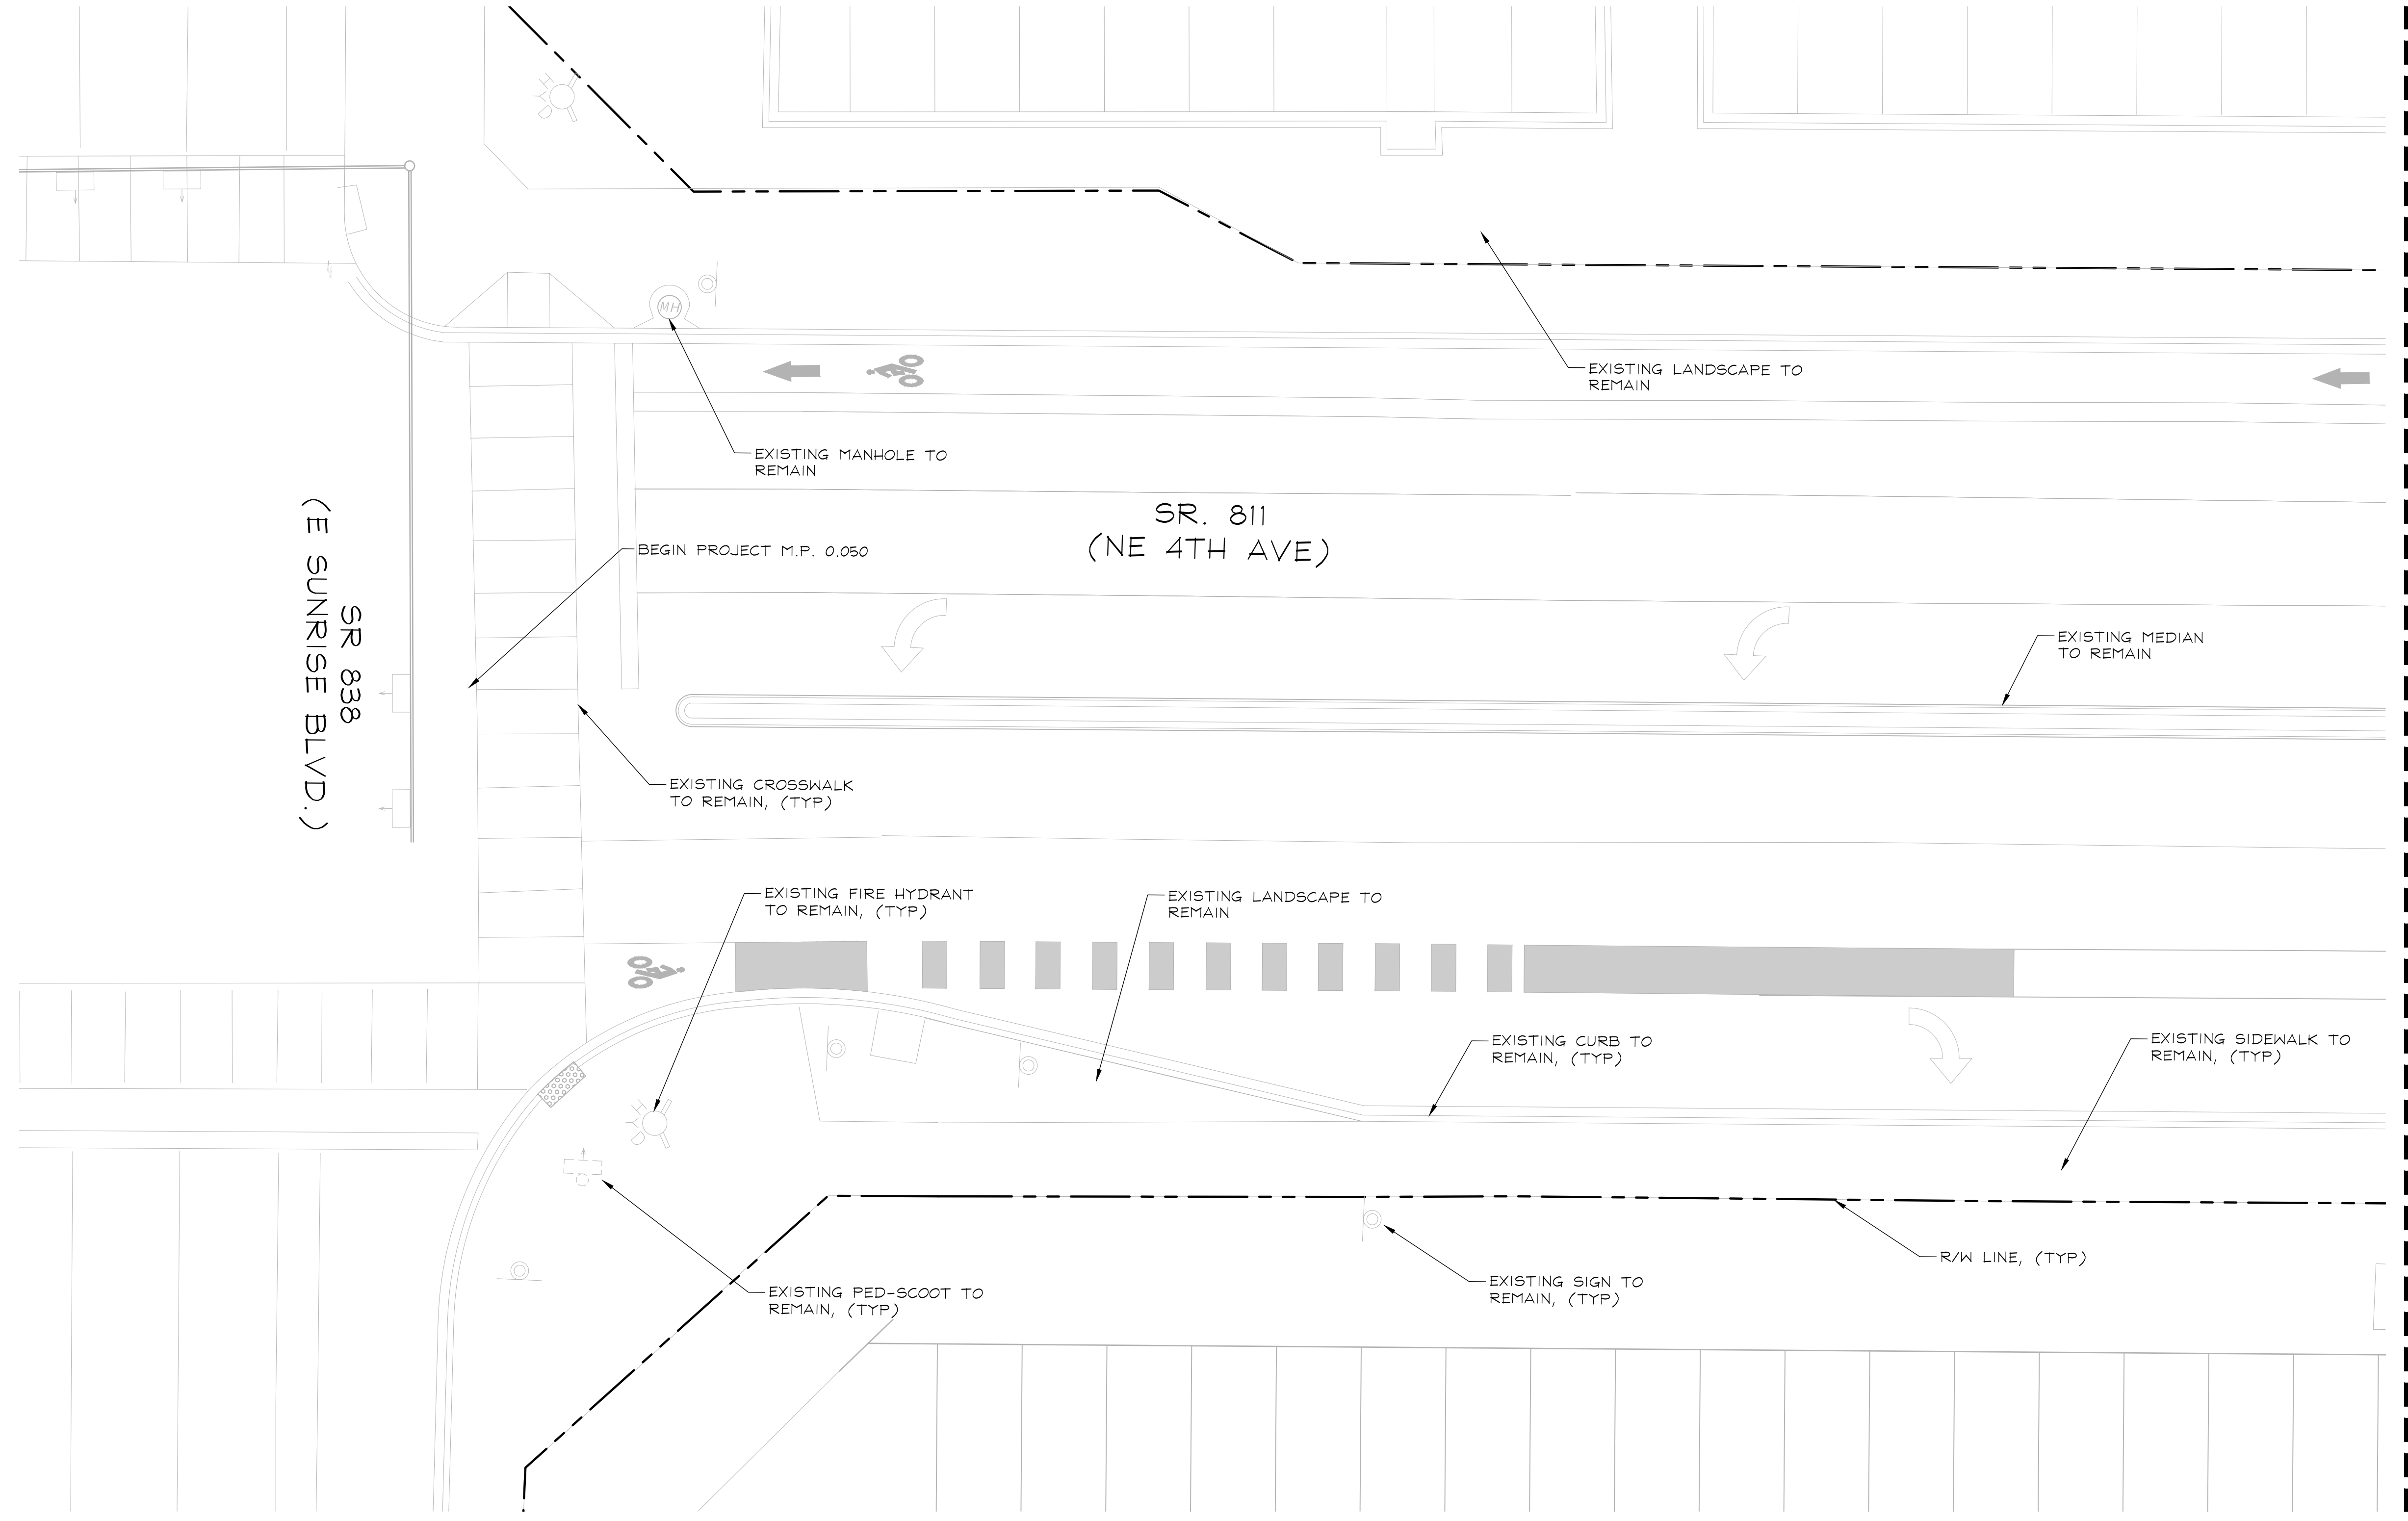 HYD
MH
EXISTING LANDSCAPE TO
REMAIN
EXISTING MANHOLE TO
REMAIN
SR. 811
(NE 4TH AVE)
BEGIN PROJECT M.P. 0.050
SR 838
(E SUNRISE BLVD.)
EXISTING MEDIAN
TO REMAIN
EXISTING CROSSWALK
TO REMAIN, (TYP)
EXISTING FIRE HYDRANT
TO REMAIN, (TYP)
EXISTING LANDSCAPE TO
REMAIN
EXISTING CURB TO
REMAIN, (TYP)
EXISTING SIDEWALK TO
REMAIN, (TYP)
HYD
R/W LINE, (TYP)
EXISTING PED-SCOOT TO
REMAIN, (TYP)
EXISTING SIGN TO
REMAIN, (TYP)